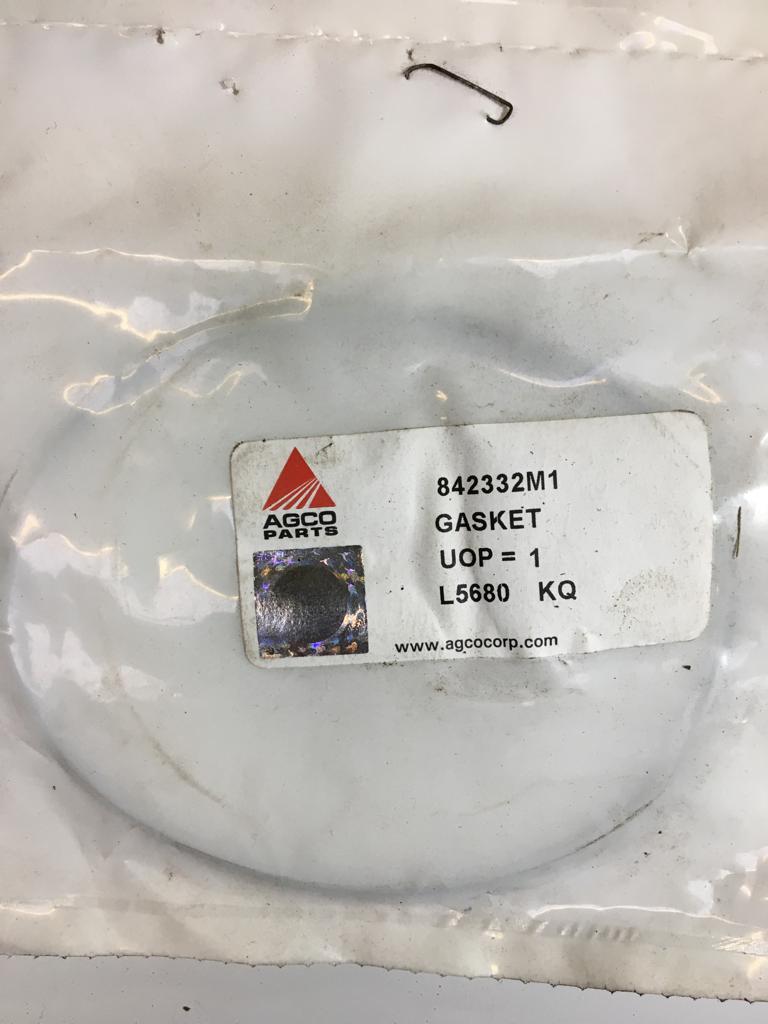 AGCO
PARTS
842332M1
GASKET
UOP = 1
L5680 KQ
www.agcocorp.com